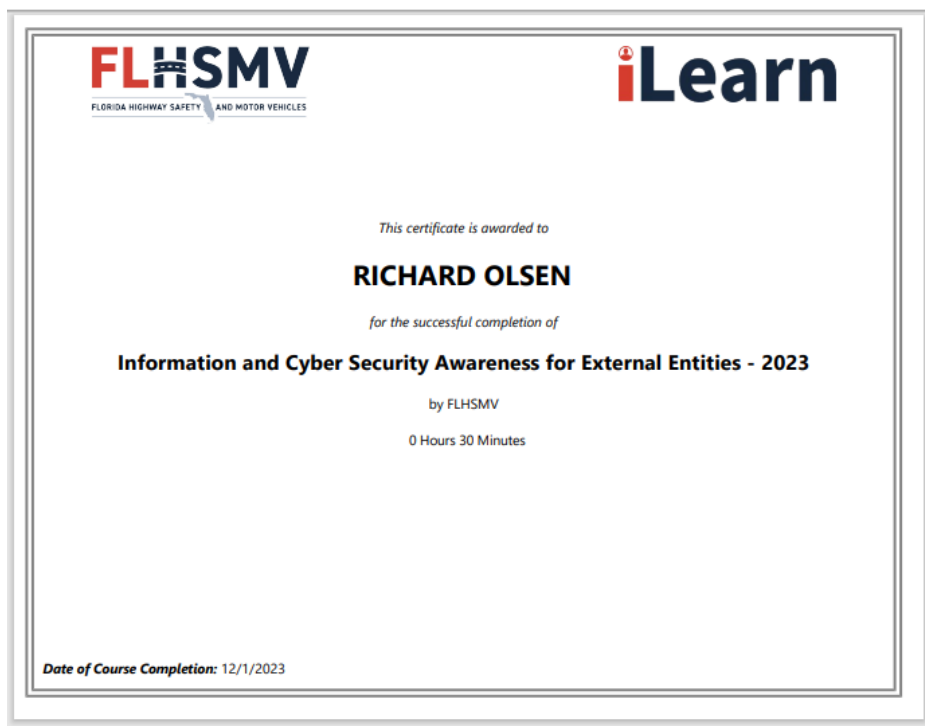 FLHSMV
FLORIDA HIGHWAY SAFETY AND MOTOR VEHICLES
iLearn
This certificate is awarded to
RICHARD OLSEN
for the successful completion of
Information and Cyber Security Awareness for External Entities - 2023
by FLHSMV
0 Hours 30 Minutes
Date of Course Completion: 12/1/2023